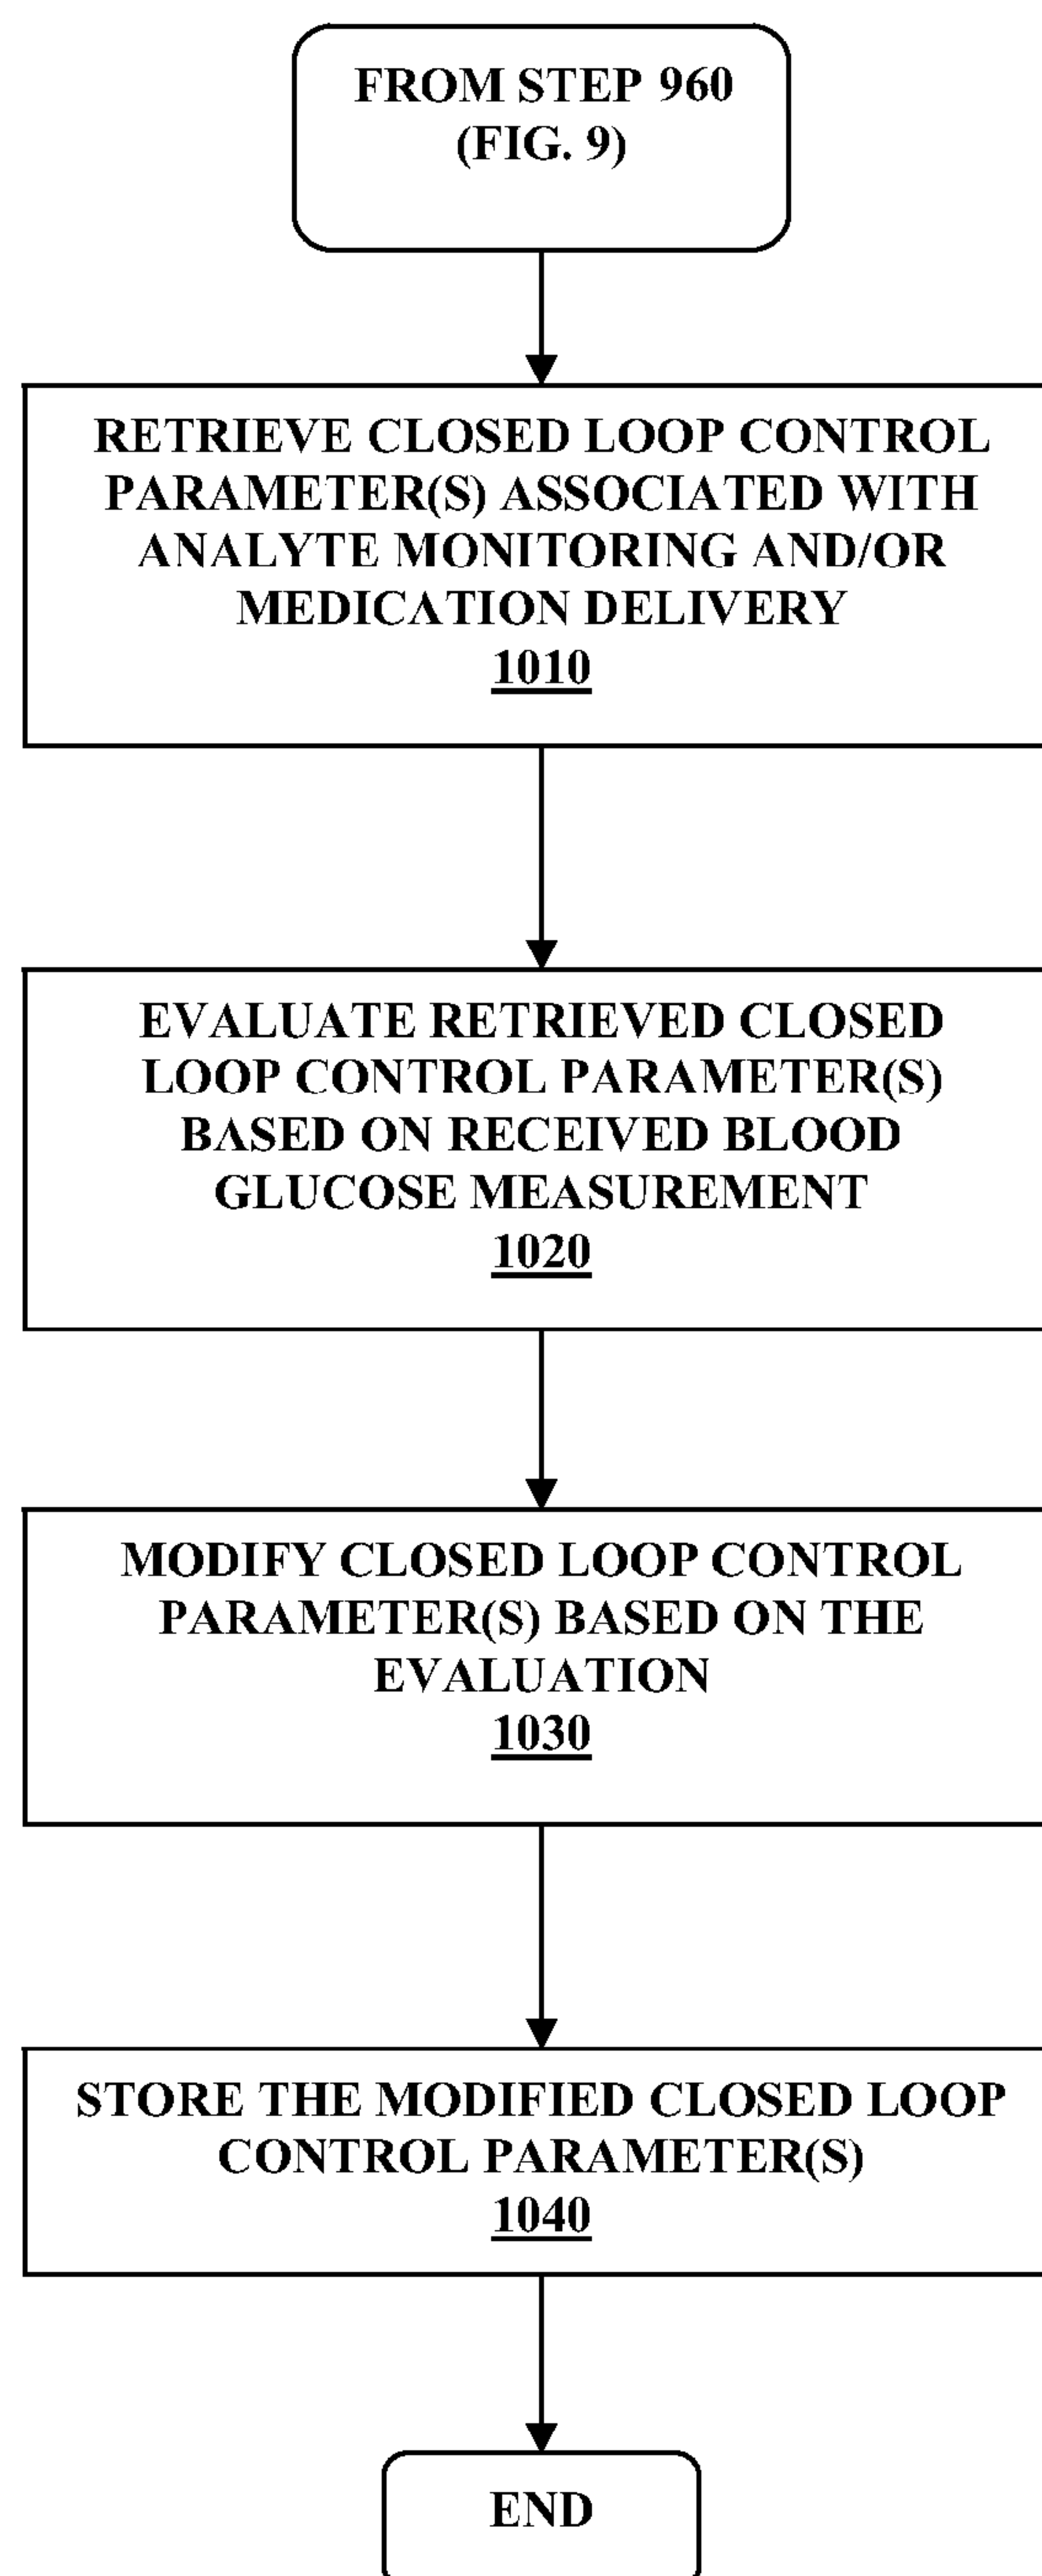 FROM STEP 960
(FIG. 9)
RETRIEVE CLOSED LOOP CONTROL
PARAMETER(S) ASSOCIATED WITH
ANALYTE MONITORING AND/OR
MEDICATION DELIVERY
1010
EVALUATE RETRIEVED CLOSED
LOOP CONTROL PARAMETER(S)
BASED ON RECEIVED BLOOD
GLUCOSE MEASUREMENT
1020
MODIFY CLOSED LOOP CONTROL
PARAMETER(S) BASED ON THE
EVALUATION
1030
STORE THE MODIFIED CLOSED LOOP
CONTROL PARAMETER(S)
1040
END